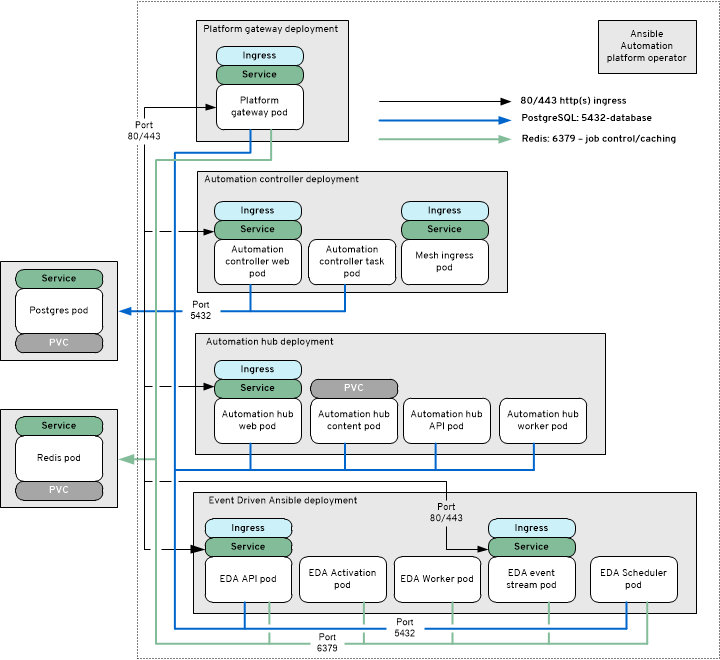 Platform gateway deployment
Ingress
Service
Platform
gateway pod
Ansible
Automation
platform operator
80/443 http(s) ingress
PostgreSQL: 5432-database
Redis: 6379 – job control/caching
Port
80/443
Automation controller deployment
Ingress
Service
Automation
controller web
pod
Automation
controller task
pod
Ingress
Service
Mesh ingress
pod
Service
Postgres pod
PVC
Port
5432
Automation hub deployment
Ingress
Service
Automation hub
web pod
PVC
Automation hub
content pod
Automation hub
API pod
Automation hub
worker pod
Service
Redis pod
PVC
Event Driven Ansible deployment
Port
80/443
Ingress
Service
EDA API pod
EDA Activation
pod
EDA Worker pod
Ingress
Service
EDA event
stream pod
EDA Scheduler
pod
Port
5432
Port
6379